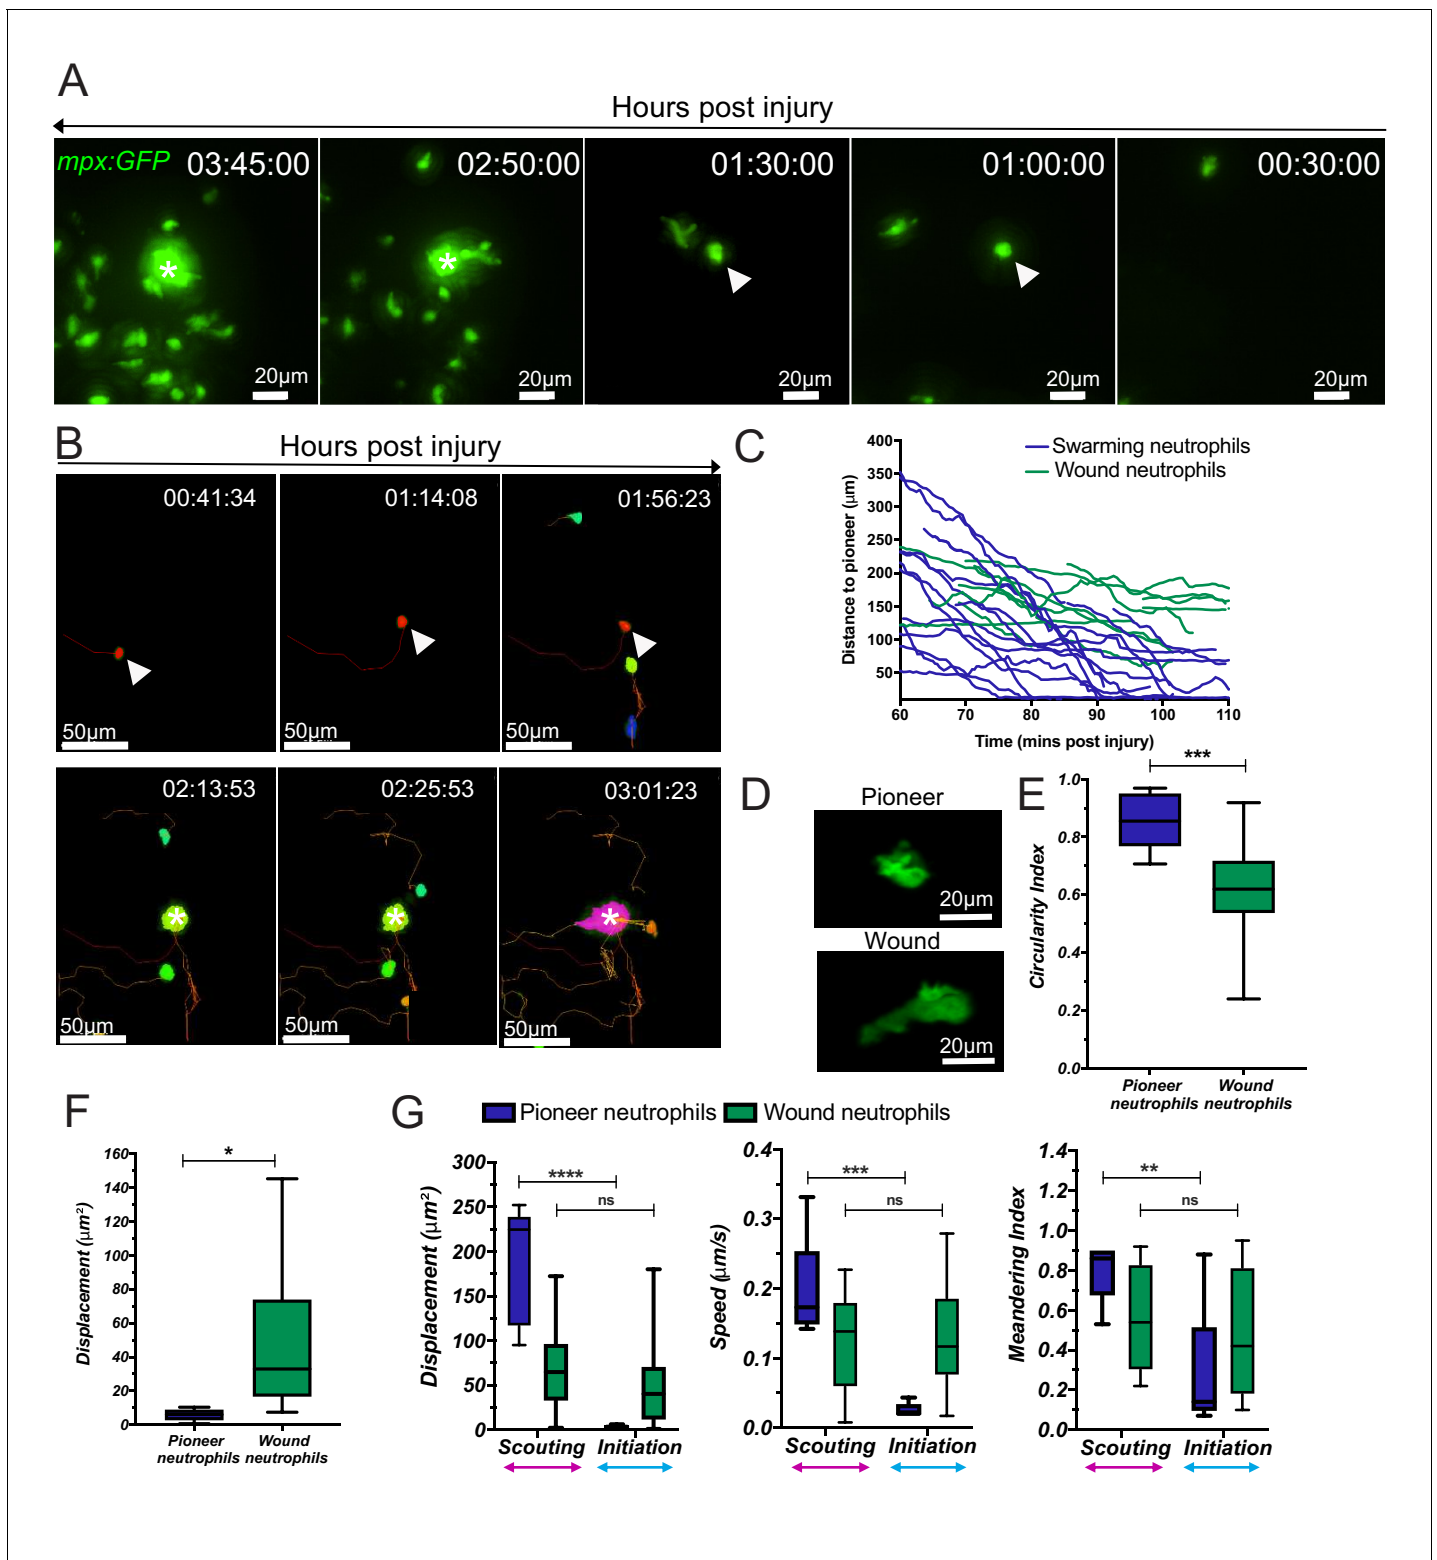 A
Hours post injury
mpx:GFP
03:45:00
02:50:00
01:30:00
01:00:00
00:30:00
*
*
20µm
20µm
20µm
20µm
20µm
B
Hours post injury
00:41:34
01:14:08
01:56:23
50µm
50µm
50µm
02:13:53
02:25:53
03:01:23
*
*
*
50µm
50µm
50µm
C
Swarming neutrophils
Wound neutrophils
Distance to pioneer (µm)
400
350
300
250
200
150
100
50
60 70 80 90 100 110
Time (mins post injury)
D
Pioneer
20µm
Wound
20µm
E
***
Circularity Index
1.0
0.8
0.6
0.4
0.2
0.0
Pioneer neutrophils
Wound neutrophils
F
*
Displacement (µm²)
160
140
120
100
80
60
40
20
0
Pioneer neutrophils
Wound neutrophils
G
Pioneer neutrophils
Wound neutrophils
Displacement (µm²)
300
250
200
150
100
50
0
****
ns
Scouting Initiation
Speed (µm/s)
0.4
0.3
0.2
0.1
0.0
***
ns
Scouting Initiation
Meandering Index
1.4
1.2
1.0
0.8
0.6
0.4
0.2
0.0
**
ns
Scouting Initiation